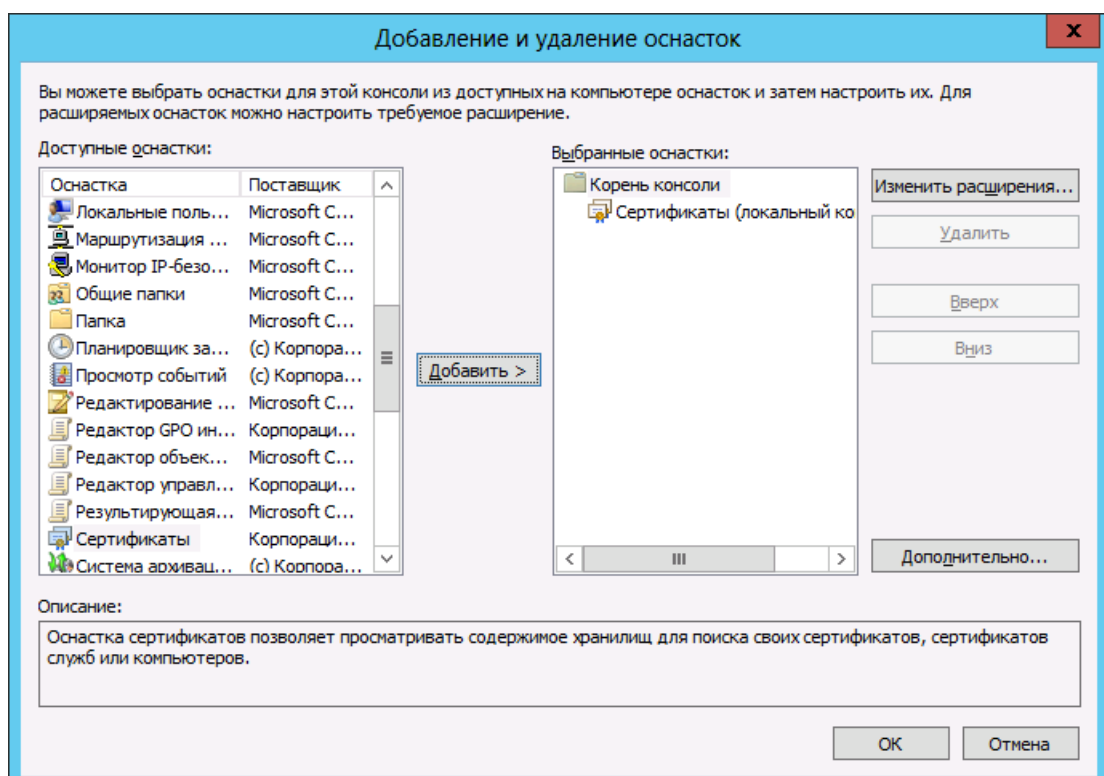 Добавление и удаление оснасток
x
Вы можете выбрать оснастки для этой консоли из доступных на компьютере оснасток и затем настроить их. Для
расширяемых оснасток можно настроить требуемое расширение.
Доступные оснастки:
Оснастка Поставщик
Локальные поль... Microsoft C...
Маршрутизация ... Microsoft C...
Монитор IP-безо... Microsoft C...
Общие папки Microsoft C...
Папка Microsoft C...
Планировщик за... (с) Корпора...
Просмотр событий (с) Корпора...
Редактирование ... Microsoft C...
Редактор GPO ин... Корпораци...
Редактор объек... Microsoft C...
Редактор управл... Корпораци...
Результирующая... Microsoft C...
Сертификаты Корпораци...
Система архивац... (с) Корпора...
Добавить >
Выбранные оснастки:
Корень консоли
Сертификаты (локальный ко
Изменить расширения...
Удалить
Вверх
Вниз
Дополнительно...
Описание:
Оснастка сертификатов позволяет просматривать содержимое хранилищ для поиска своих сертификатов, сертификатов
служб или компьютеров.
ОК
Отмена